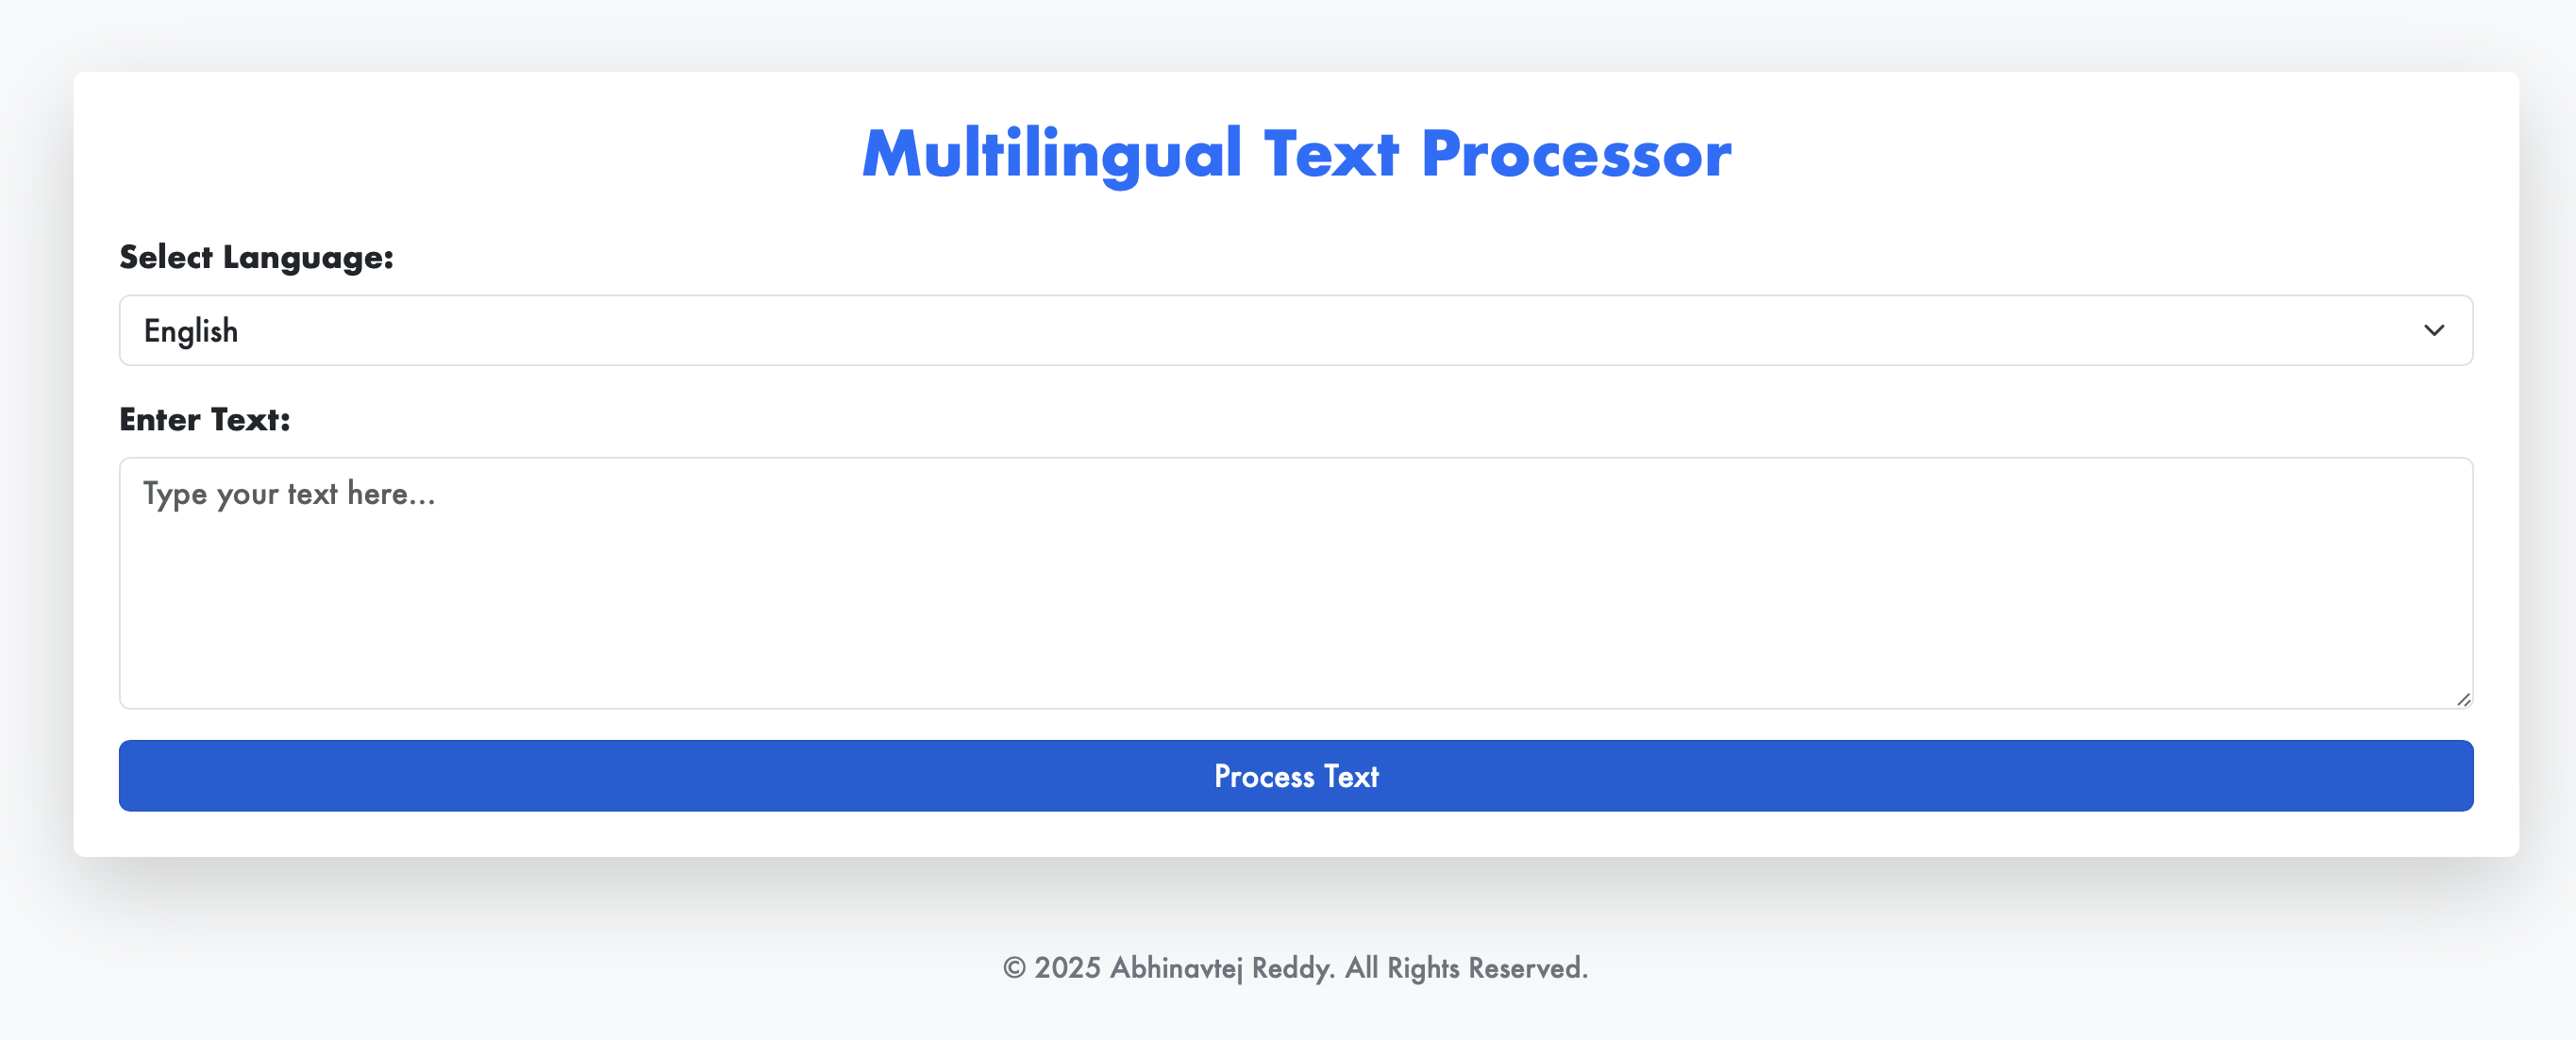 Multilingual Text Processor
Select Language:
English
Enter Text:
Type your text here...
Process Text
© 2025 Abhinavtej Reddy. All Rights Reserved.